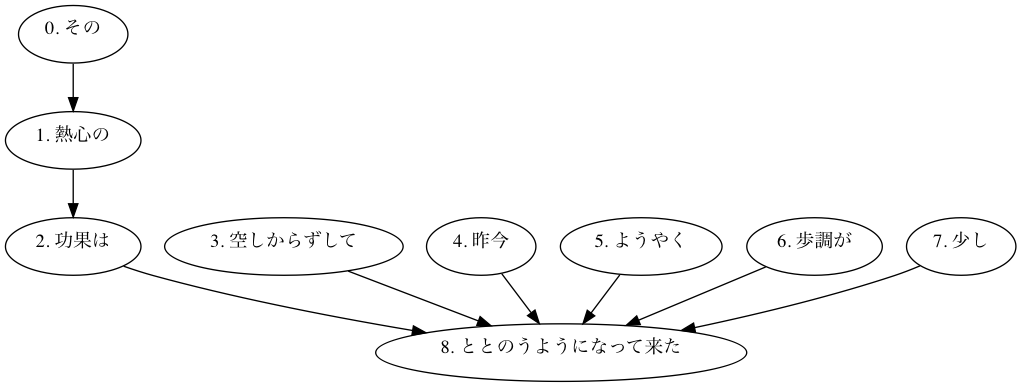 0. その
1. 熱心の
2. 功果は
3. 空しからずして
4. 昨今
5. ようやく
6. 歩調が
7. 少し
8. ととのうようになって来た